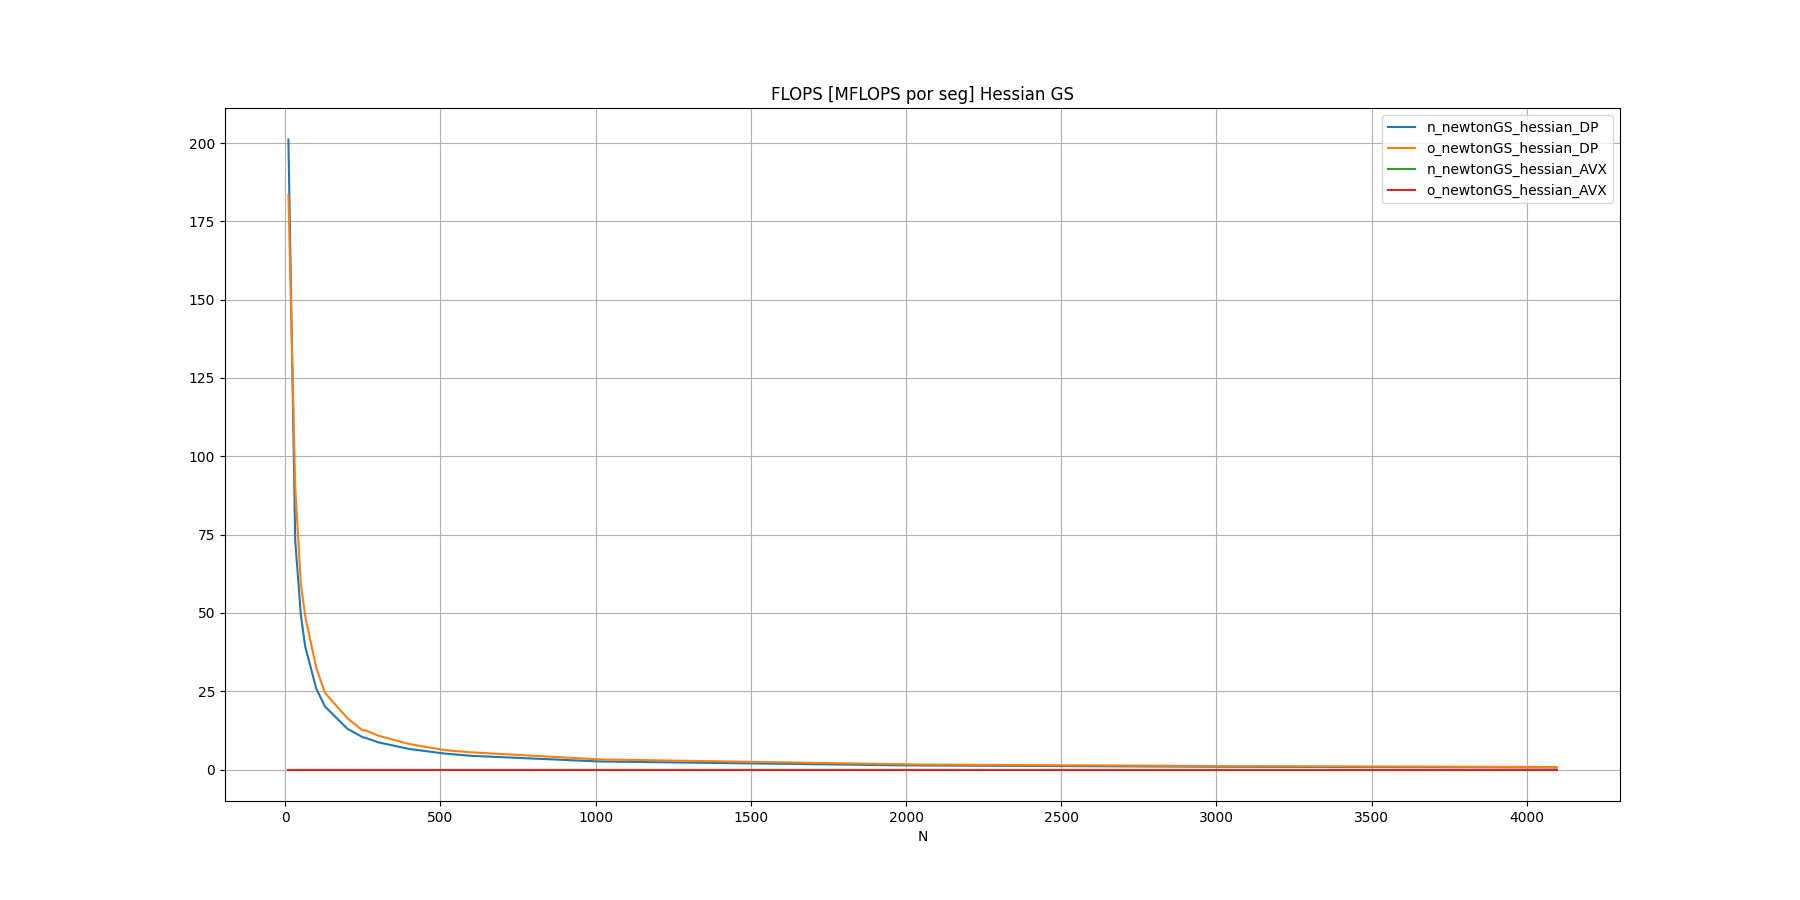 FLOPS [MFLOPS por seg] Hessian GS
n_newtonGS_hessian_DP
o_newtonGS_hessian_DP
n_newtonGS_hessian_AVX
o_newtonGS_hessian_AVX
200
175
150
125
100
75
50
25
0
0 500 1000 1500 2000 2500 3000 3500 4000
N